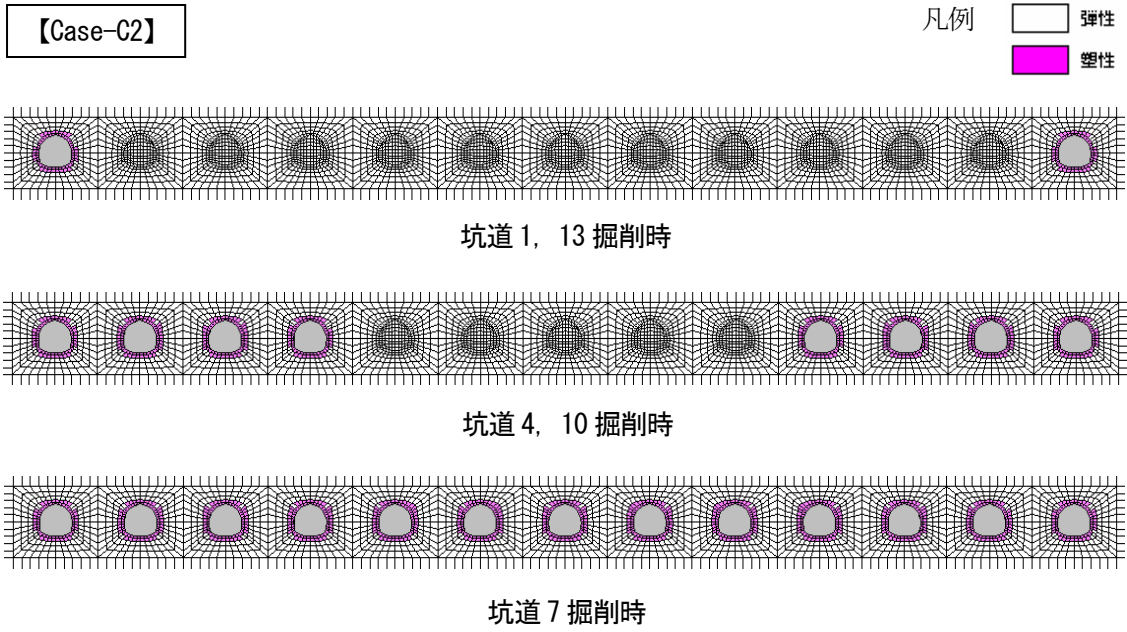 【Case-C2】
凡例
弾性
塑性
坑道 1, 13 掘削時
坑道 4, 10 掘削時
坑道 7 掘削時